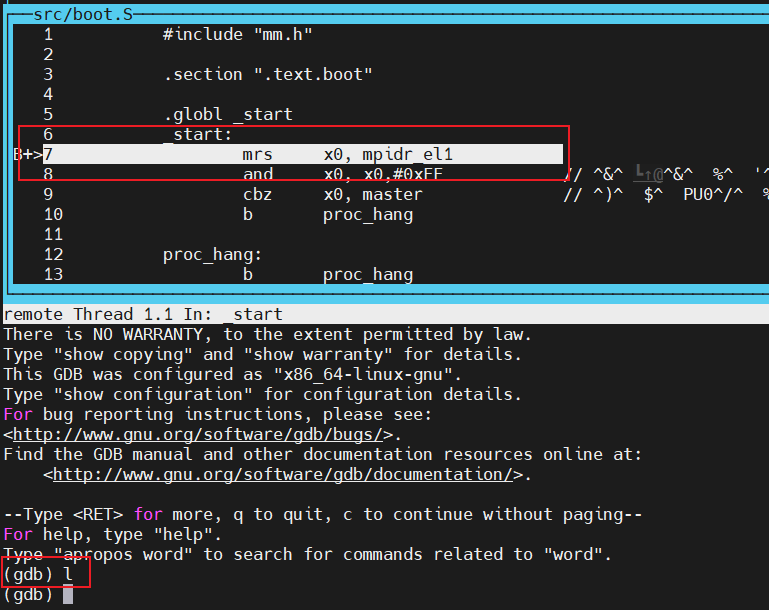 src/boot.S
1 #include "mm.h"
2
3 .section ".text.boot"
4
5 .globl _start
6 _start:
B+>7 mrs x0, mpidr_el1
8 and x0, x0,#0xFF // ^&^ ^&^ %^ '^
9 cbz x0, master // ^)^ $^ PU0^/^ %
10 b proc_hang
11
12 proc_hang:
13 b proc_hang
remote Thread 1.1 In: _start
There is NO WARRANTY, to the extent permitted by law.
Type "show copying" and "show warranty" for details.
This GDB was configured as "x86_64-linux-gnu".
Type "show configuration" for configuration details.
For bug reporting instructions, please see:
<http://www.gnu.org/software/gdb/bugs/>.
Find the GDB manual and other documentation resources online at:
<http://www.gnu.org/software/gdb/documentation/>.
--Type <RET> for more, q to quit, c to continue without paging--
For help, type "help".
Type "apropos word" to search for commands related to "word".
(gdb) l
(gdb)